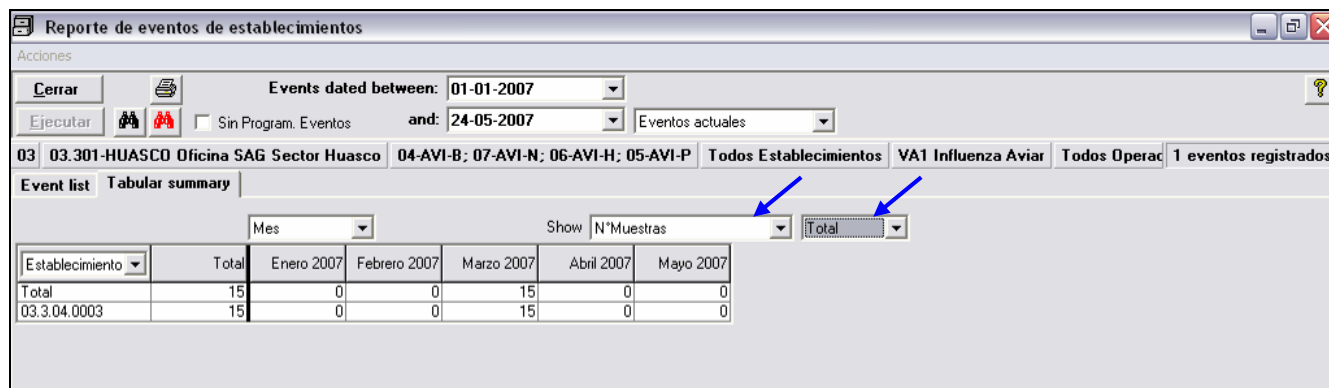 Reporte de eventos de establecimientos
Acciones
Cerrar Events dated between: 01-01-2007 ?
Ejecutar Sin Program. Eventos and: 24-05-2007 Eventos actuales
03 03.301-HUASCO Oficina SAG Sector Huasco 04-AVI-B; 07-AVI-N; 06-AVI-H; 05-AVI-P Todos Establecimientos VA1 Influenza Aviar Todos Operac 1 eventos registrados
Event list Tabular summary
Mes Show N°Muestras Total
Establecimiento Total Enero 2007 Febrero 2007 Marzo 2007 Abril 2007 Mayo 2007
Total 15 0 0 15 0 0
03.3.04.0003 15 0 0 15 0 0